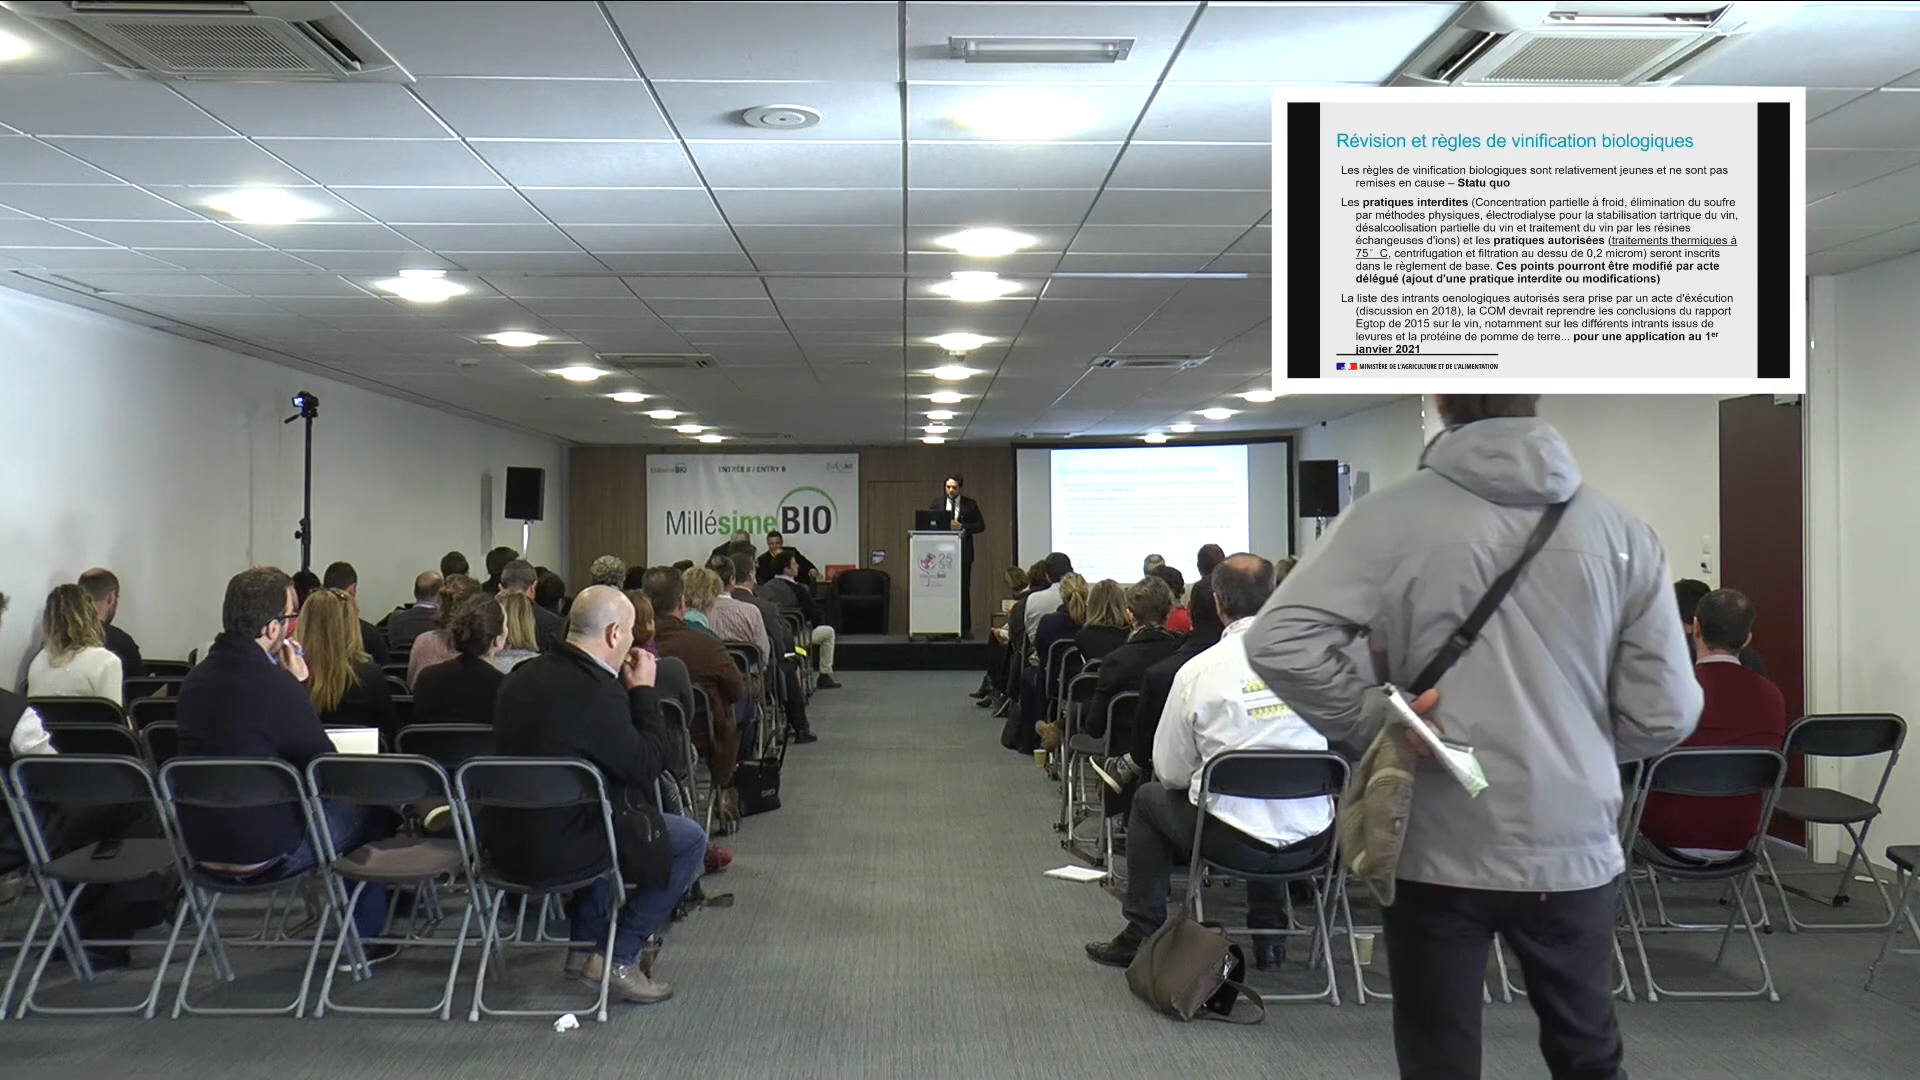 Révision et règles de vinification biologiques
Les règles de vinification biologiques sont relativement jeunes et ne sont pas
remises en cause – Statu quo
Les pratiques interdites (Concentration partielle à froid, élimination du soufre
par méthodes physiques, électrodialyse pour la stabilisation tartrique du vin,
désalcoolisation partielle du vin et traitement du vin par les résines
échangeuses d'ions) et les pratiques autorisées (traitements thermiques à
75° C, centrifugation et filtration au dessu de 0,2 microm) seront inscrits
dans le règlement de base. Ces points pourront être modifié par acte
délégué (ajout d'une pratique interdite ou modifications)
La liste des intrants oenologiques autorisés sera prise par un acte d'éxécution
(discussion en 2018), la COM devrait reprendre les conclusions du rapport
Egtop de 2015 sur le vin, notamment sur les différents intrants issus de
levures et la protéine de pomme de terre... pour une application au 1er
janvier 2021
MINISTÈRE DE L'AGRICULTURE ET DE L'ALIMENTATION
ENTRÉE B / ENTRY B
MillésimeBIO
25